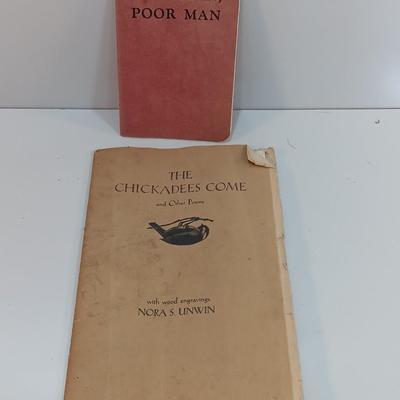 POOR MAN
THE
CHICKADEES COME
and Other Poems
with wood engravings
NORA S. UNWIN